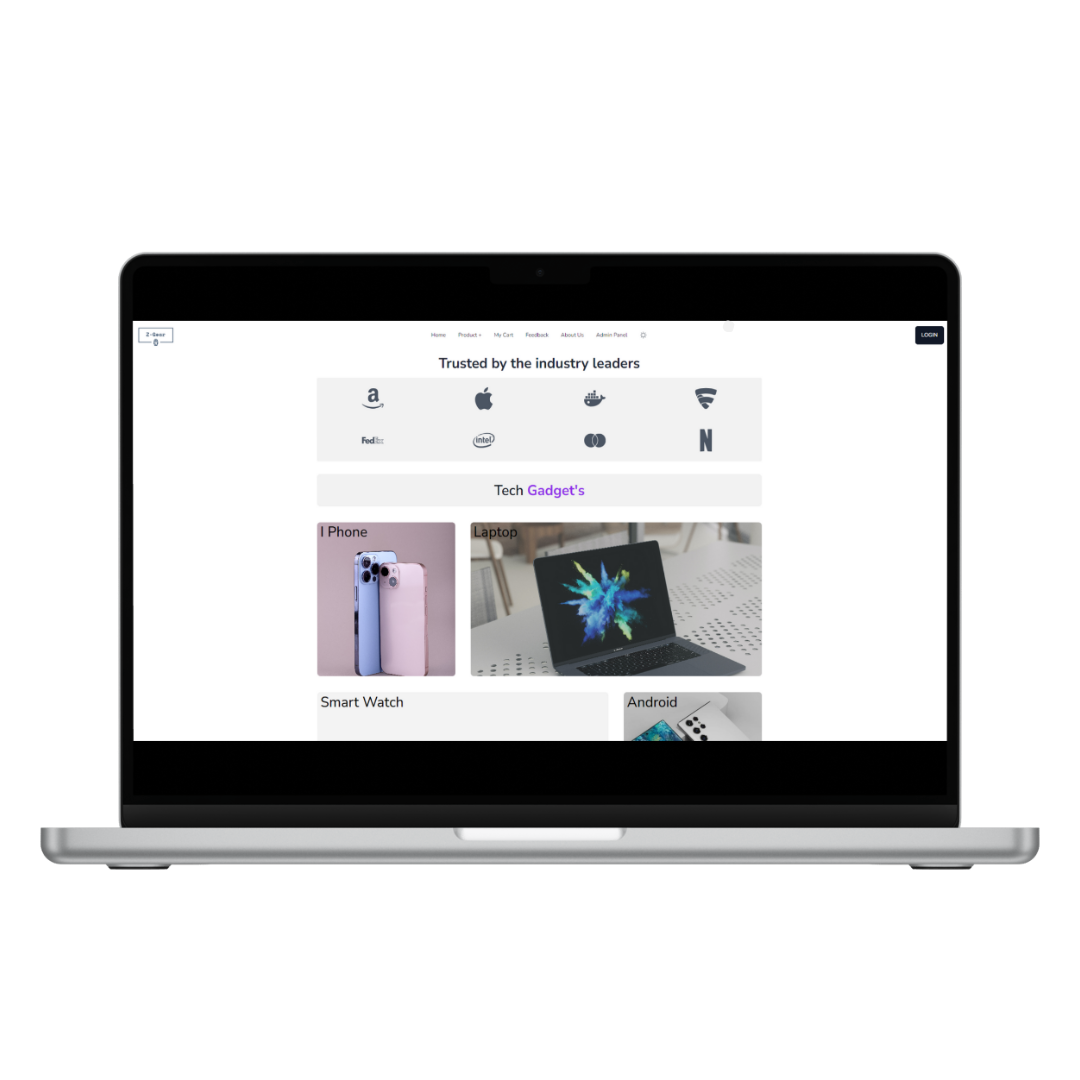 Z-Gear
Home Product My Cart Feedback About Us Admin Panel
LOGIN
Trusted by the industry leaders
a
FedEx
intel
N
Tech Gadget's
I Phone
Laptop
Smart Watch
Android